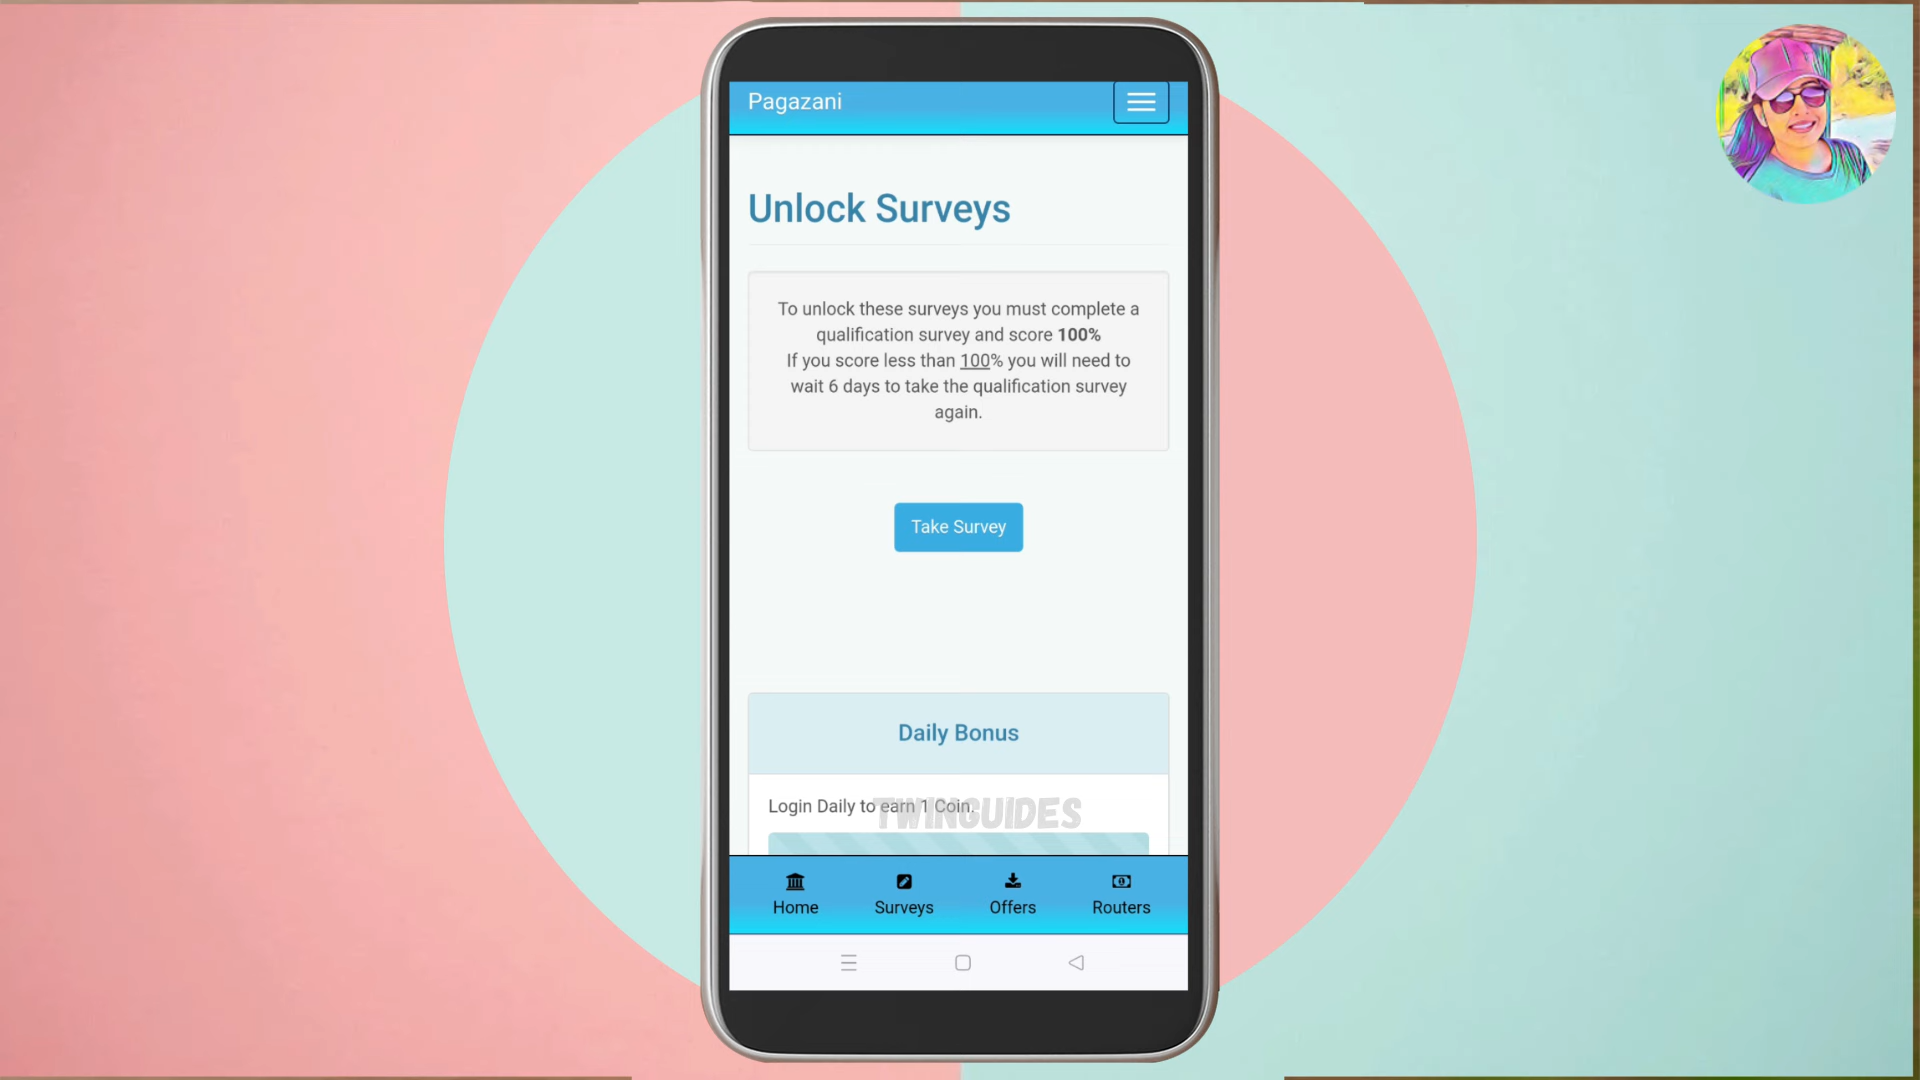 Pagazani
Unlock Surveys
To unlock these surveys you must complete a
qualification survey and score 100%
If you score less than 100% you will need to
wait 6 days to take the qualification survey
again.
Take Survey
Daily Bonus
Login Daily to earn 1 Coin.
TWINGUIDES
Home
Surveys
Offers
Routers